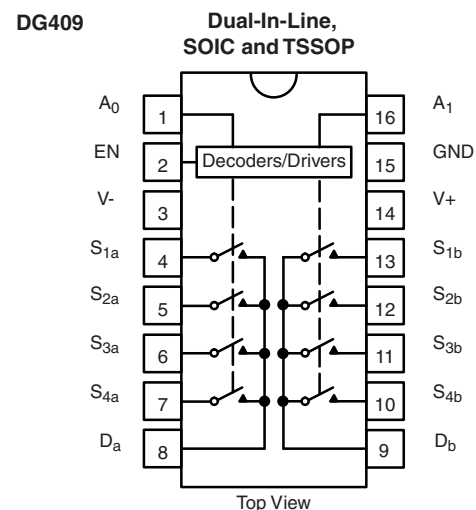 DG409
Dual-In-Line,
SOIC and TSSOP
A0 1 16 A1
EN 2 Decoders/Drivers 15 GND
V- 3 14 V+
S1a 4 13 S1b
S2a 5 12 S2b
S3a 6 11 S3b
S4a 7 10 S4b
Da 8 9 Db
Top View